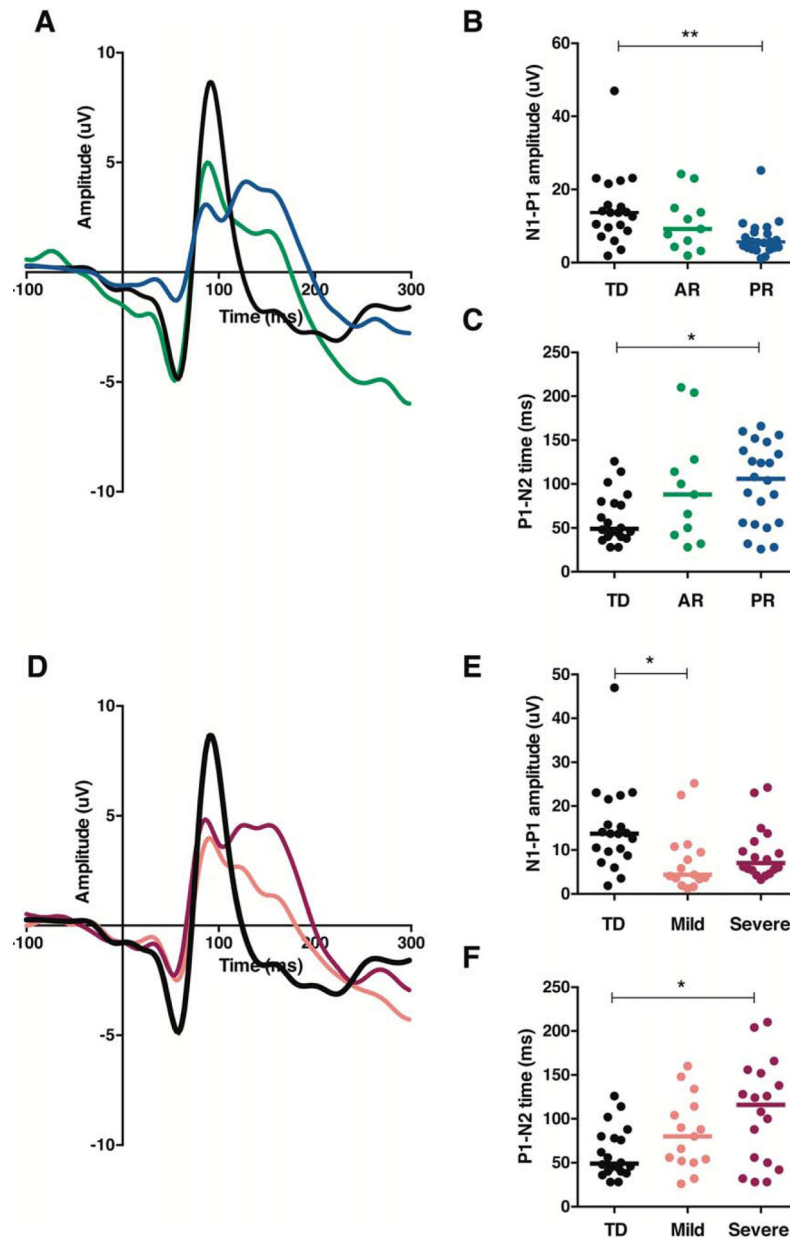 A
10
5
-5
-10
Amplitude (uV)
-100
100
200
300
Time (ms)
B
**
60
40
20
0
N1-P1 amplitude (uV)
TD AR PR
C
*
250
200
150
100
50
0
P1-N2 time (ms)
TD AR PR
D
10
5
-5
-10
Amplitude (uV)
-100
100
200
300
Time (ms)
E
*
50
40
30
20
10
0
N1-P1 amplitude (uV)
TD Mild Severe
F
*
250
200
150
100
50
0
P1-N2 time (ms)
TD Mild Severe